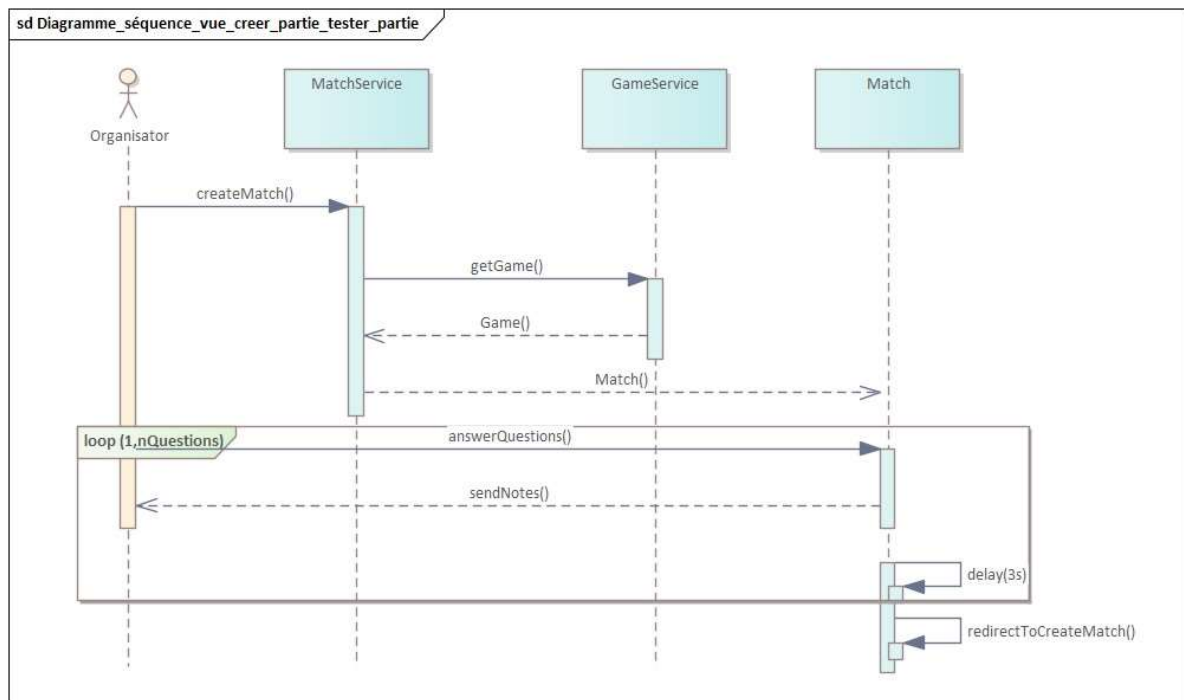 sd Diagramme_séquence_vue_creer_partie_tester_partie
MatchService
GameService
Match
Organisator
createMatch()
getGame()
Game()
Match()
loop (1,nQuestions)
answerQuestions()
sendNotes()
delay(3s)
redirectToCreateMatch()